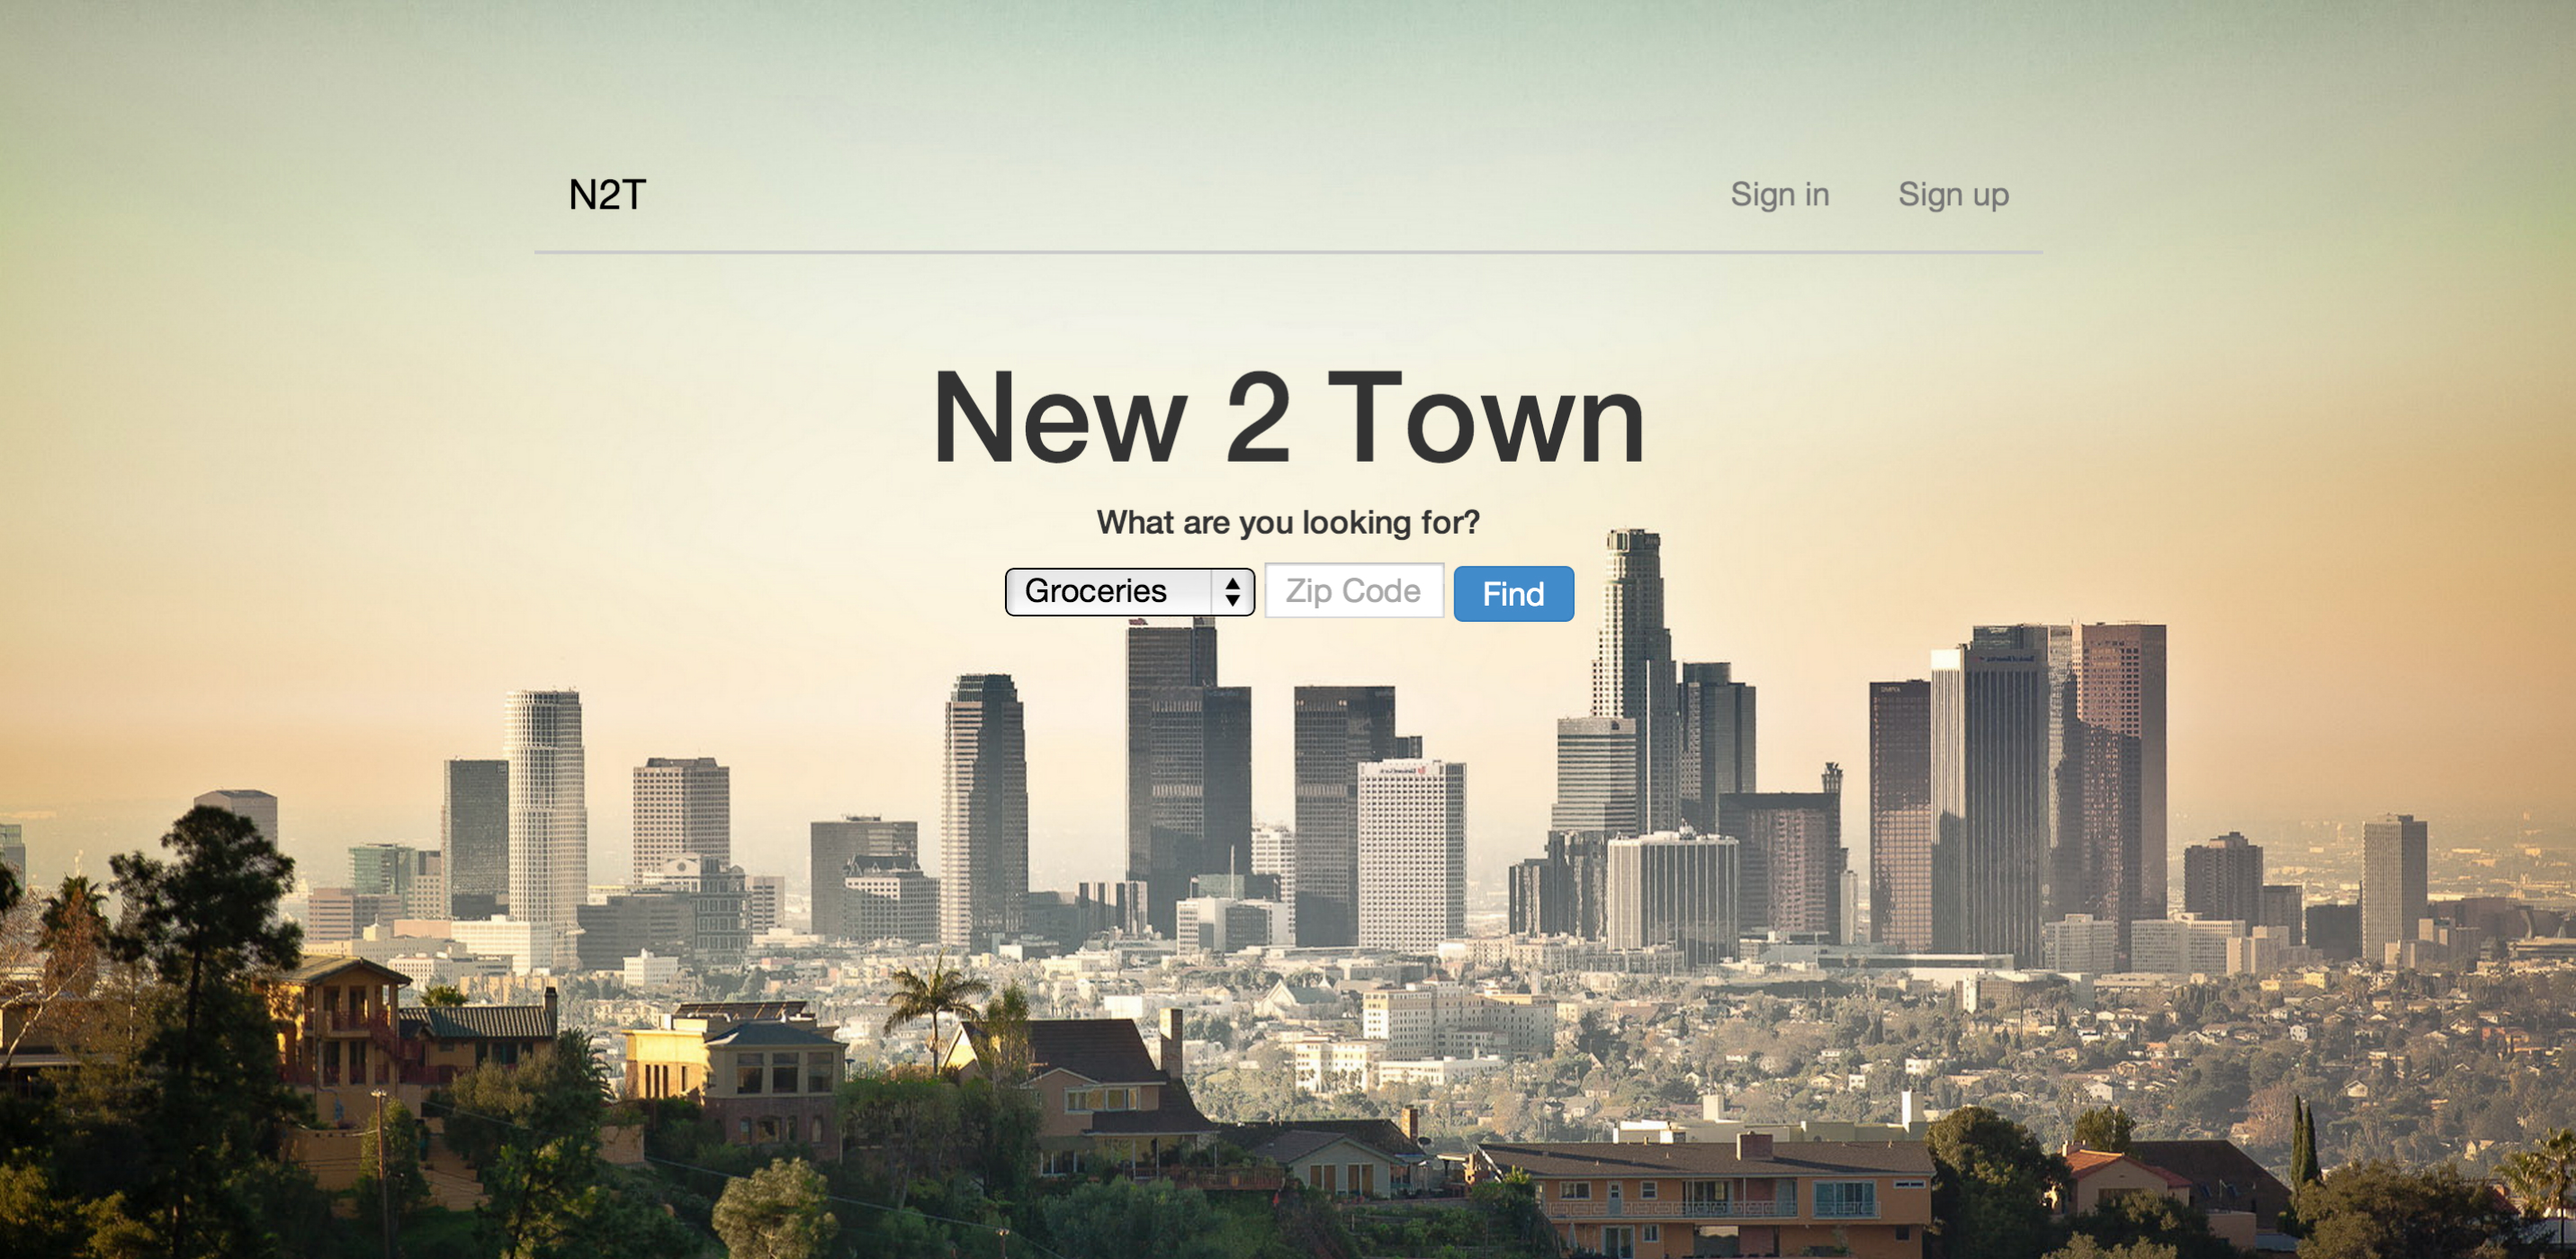 N2T
Sign in
Sign up
New 2 Town
What are you looking for?
Groceries
Zip Code
Find